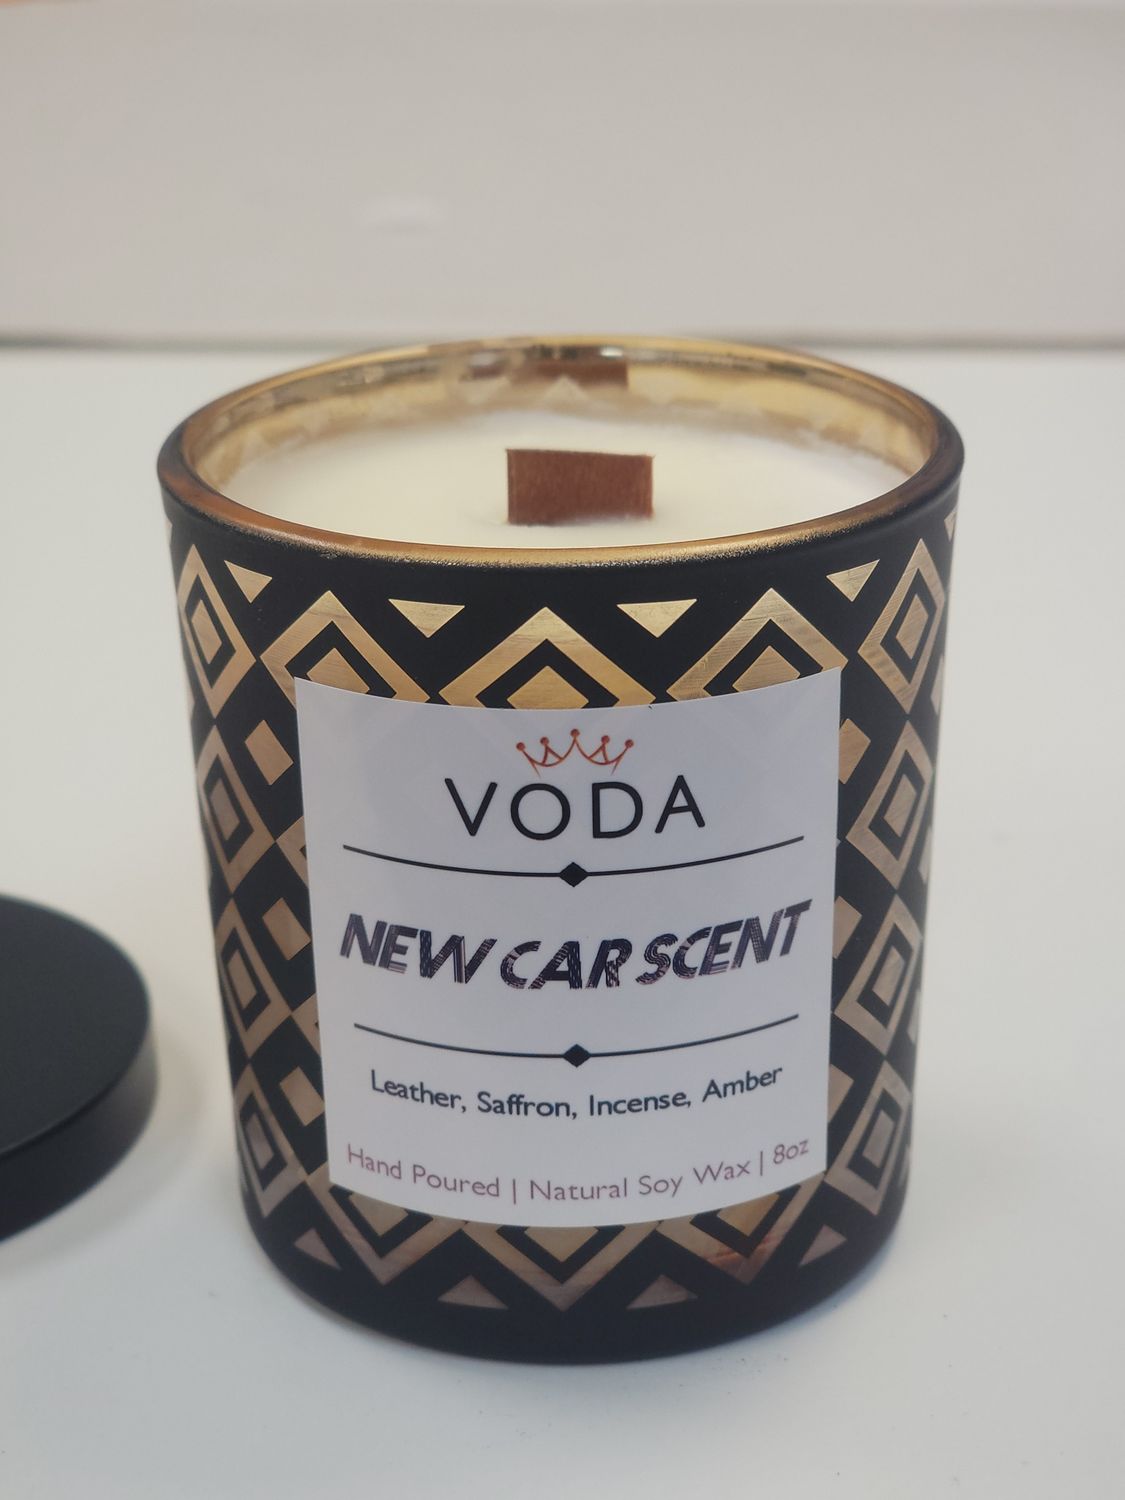 VODA
NEW CAR SCENT
Leather, Saffron, Incense, Amber
Hand Poured | Natural Soy Wax | 8oz